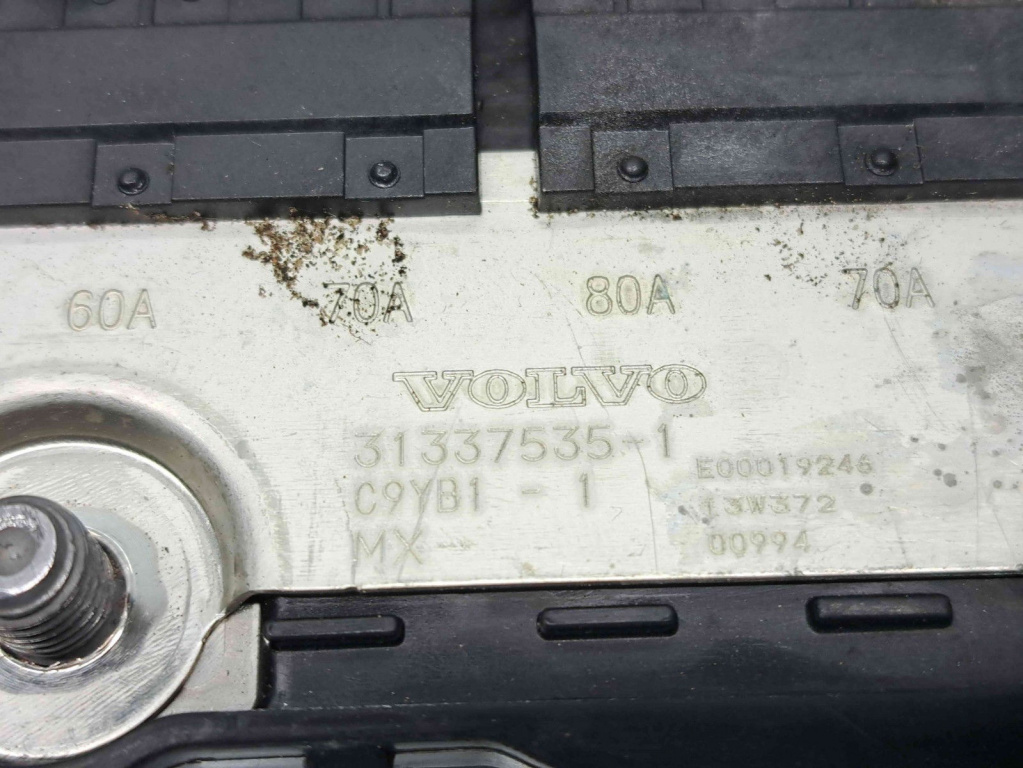 60A 70A 80A 70A
VOLVO
31337535-1
C9YB1 - 1
MX--
E00019246
13W372
00994